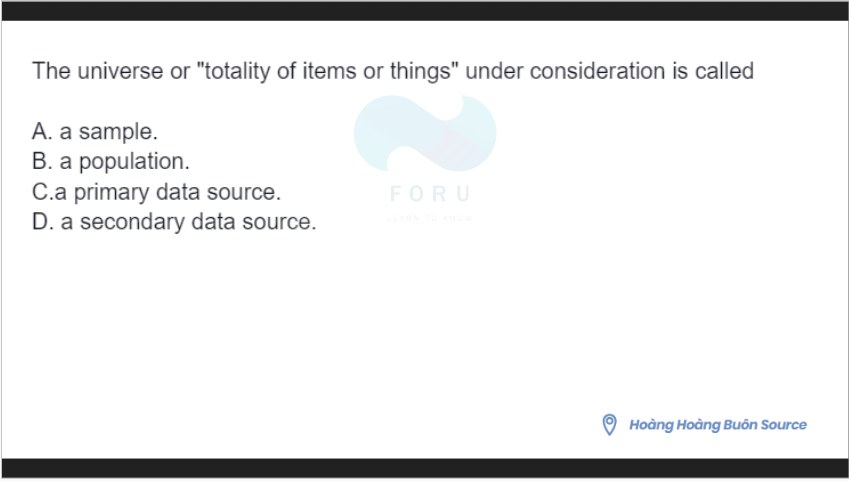 The universe or "totality of items or things" under consideration is called
A. a sample.
B. a population.
C.a primary data source.
D. a secondary data source.
FORU
Hoàng Hoàng Buôn Source